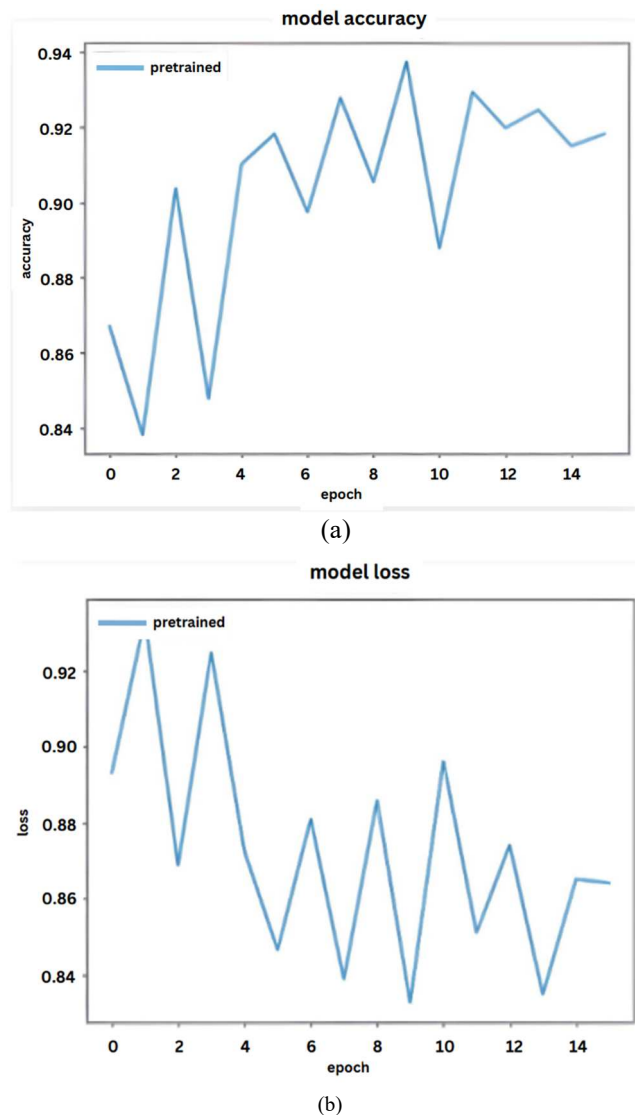 model accuracy
0.94
pretrained
0.92
0.90
0.88
0.86
0.84
accuracy
0 2 4 6 8 10 12 14
epoch
(a)
model loss
pretrained
0.92
0.90
0.88
0.86
0.84
loss
0 2 4 6 8 10 12 14
epoch
(b)